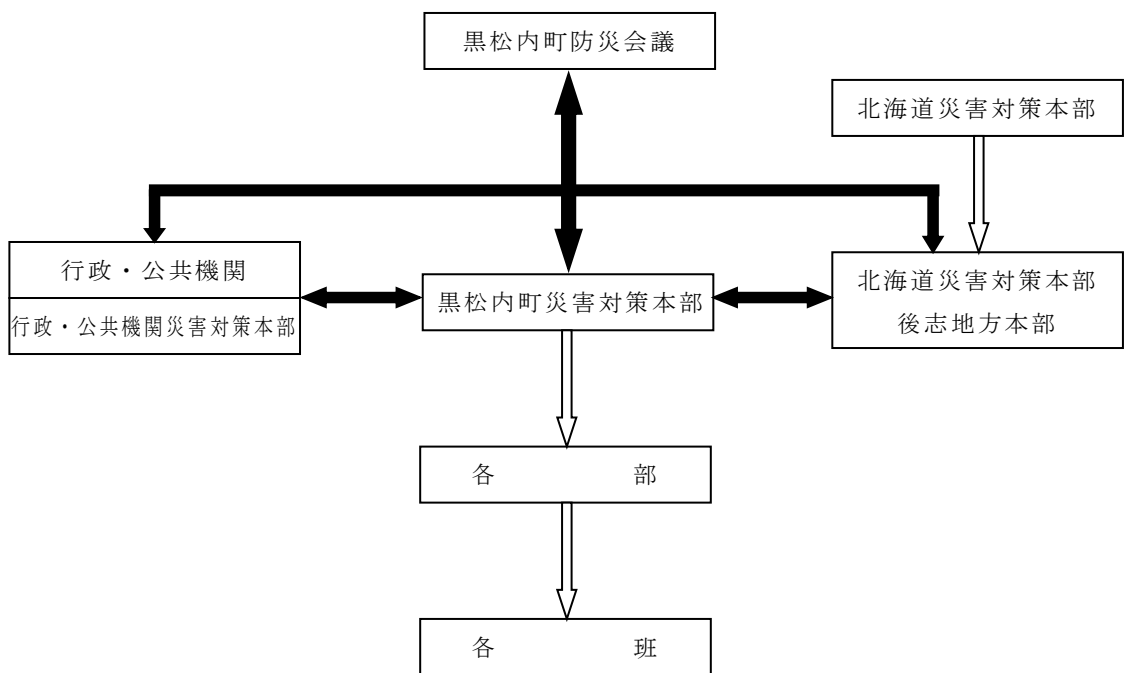 黒松内町防災会議
北海道災害対策本部
行政・公共機関
行政・公共機関災害対策本部
黒松内町災害対策本部
北海道災害対策本部
後志地方本部
各　　　　部
各　　　　班